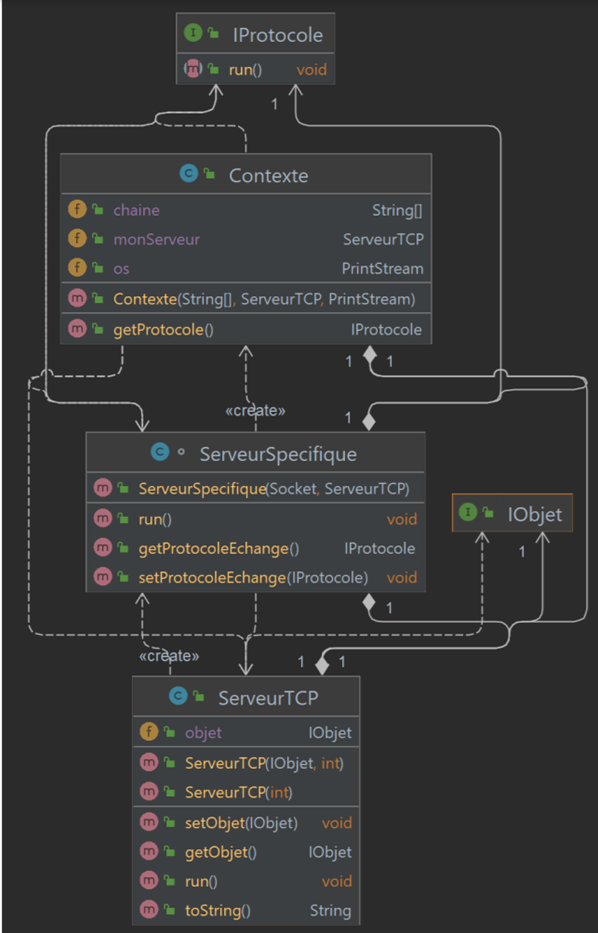 IProtocole
run() void
1
Contexte
chaine String[]
monServeur ServeurTCP
os PrintStream
Contexte(String[], ServeurTCP, PrintStream)
getProtocole() IProtocole
1 1
«create»
1
ServeurSpecifique
ServeurSpecifique(Socket, ServeurTCP)
run() void
getProtocoleEchange() IProtocole
setProtocoleEchange(IProtocole) void
IObjet
1
1
«create»
1 1
ServeurTCP
objet IObjet
ServeurTCP(IObjet, int)
ServeurTCP(int)
setObjet(IObjet) void
getObjet() IObjet
run() void
toString() String